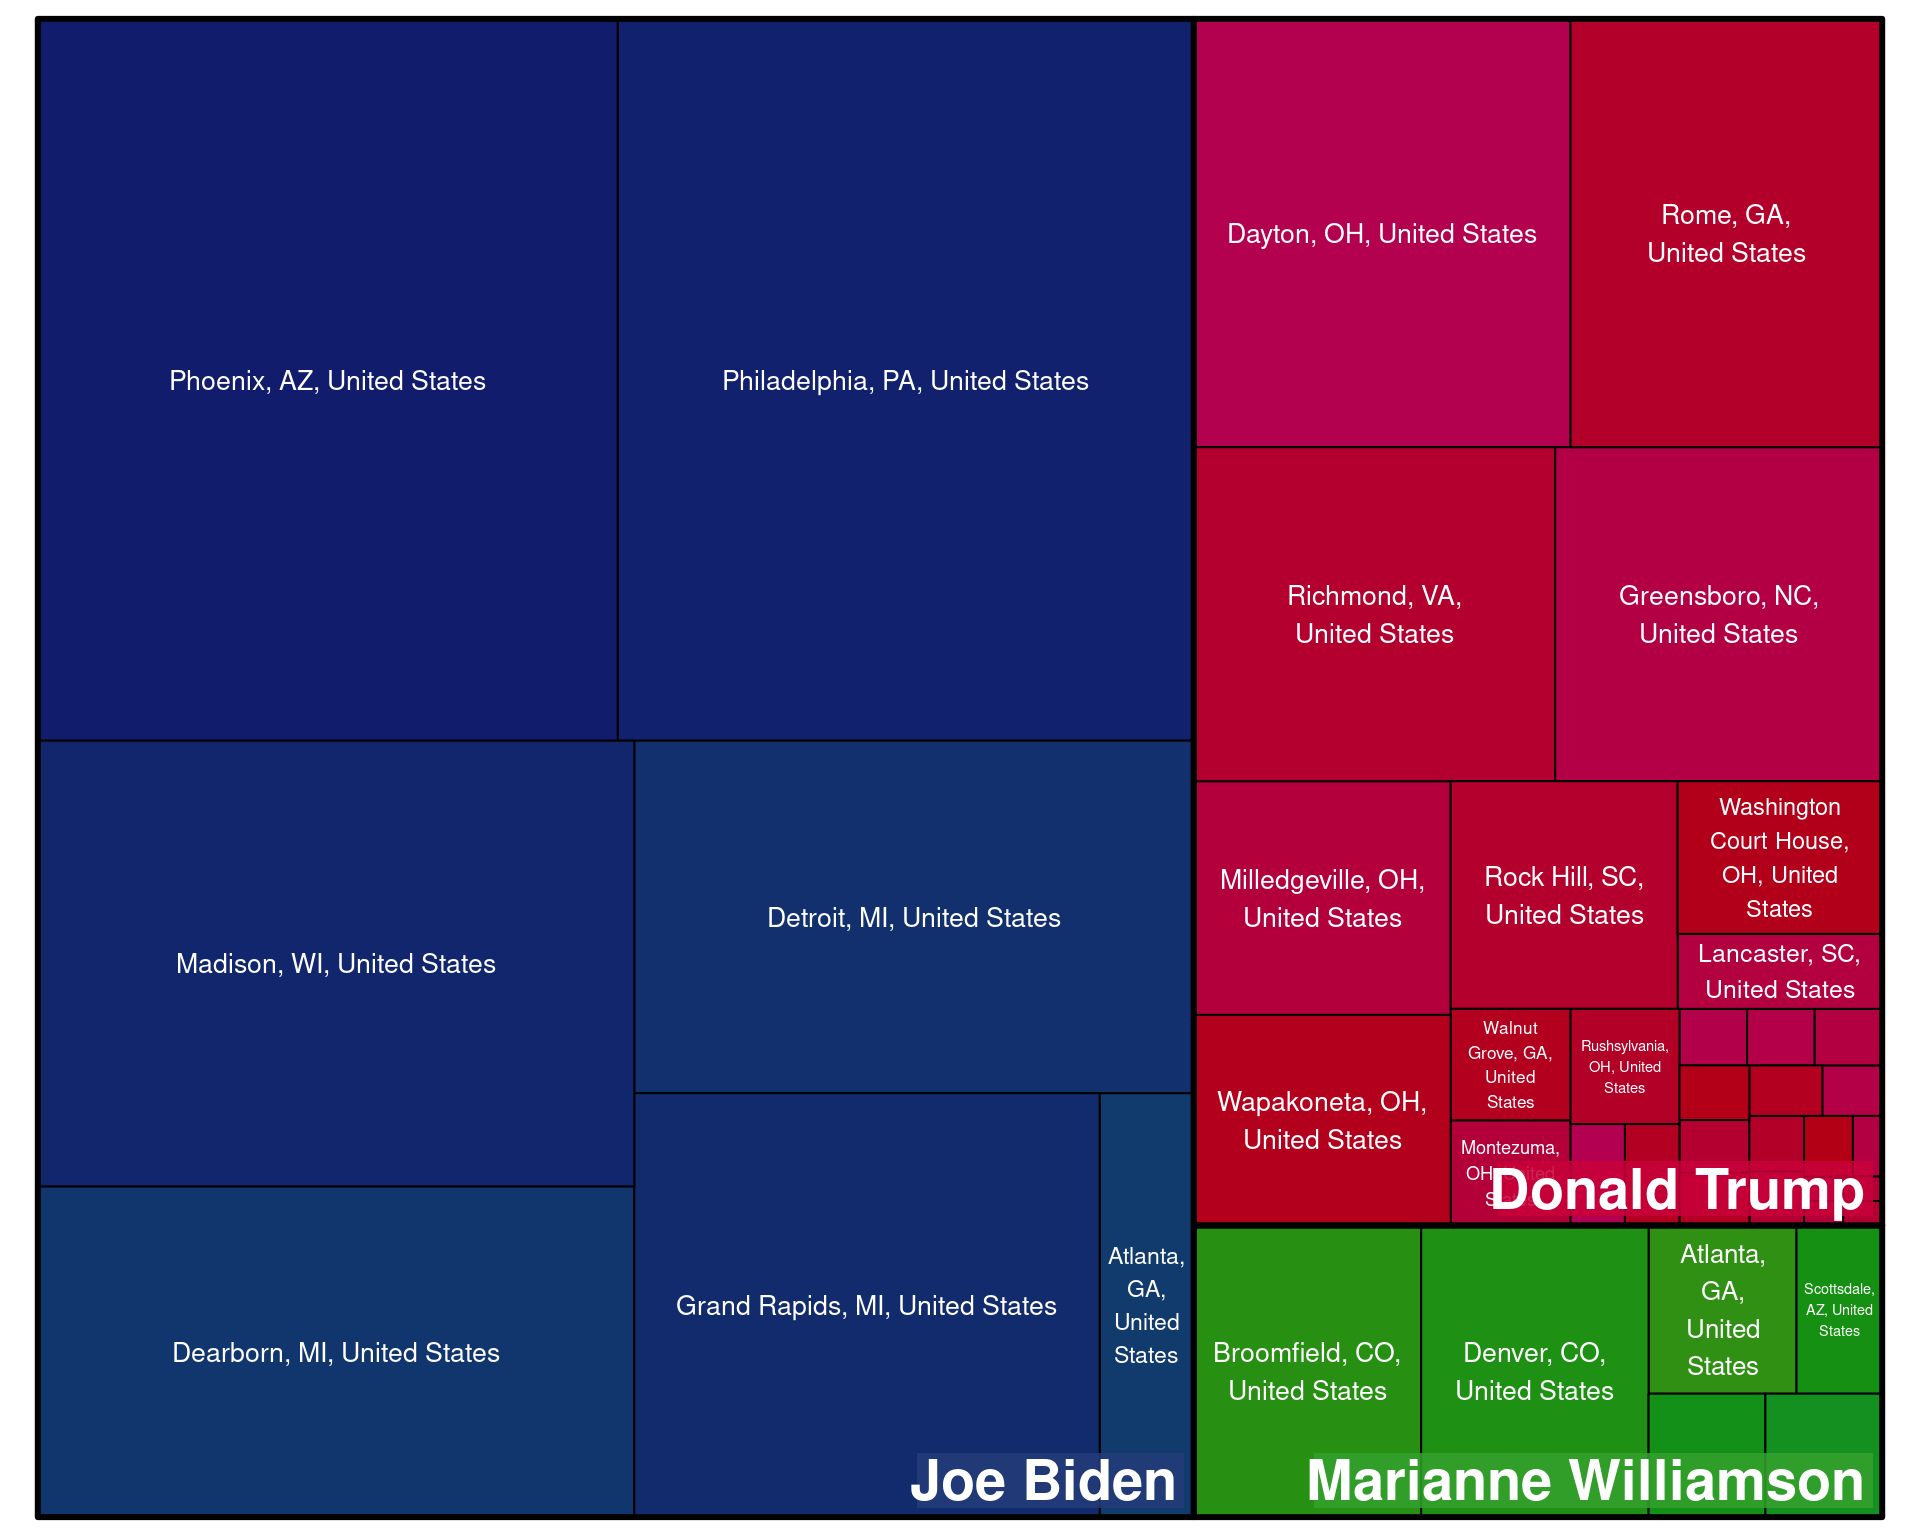 Phoenix, AZ, United States
Philadelphia, PA, United States
Madison, WI, United States
Detroit, MI, United States
Dearborn, MI, United States
Grand Rapids, MI, United States
Atlanta,
GA,
United
States
Joe Biden
Dayton, OH, United States
Rome, GA,
United States
Richmond, VA,
United States
Greensboro, NC,
United States
Milledgeville, OH,
United States
Rock Hill, SC,
United States
Washington
Court House,
OH, United
States
Lancaster, SC,
United States
Wapakoneta, OH,
United States
Walnut
Grove, GA,
United
States
Rushsylvania,
OH, United
States
Montezuma,
OH, United
Donald Trump
Broomfield, CO,
United States
Denver, CO,
United States
Atlanta,
GA,
United
States
Scottsdale,
AZ, United
States
Marianne Williamson